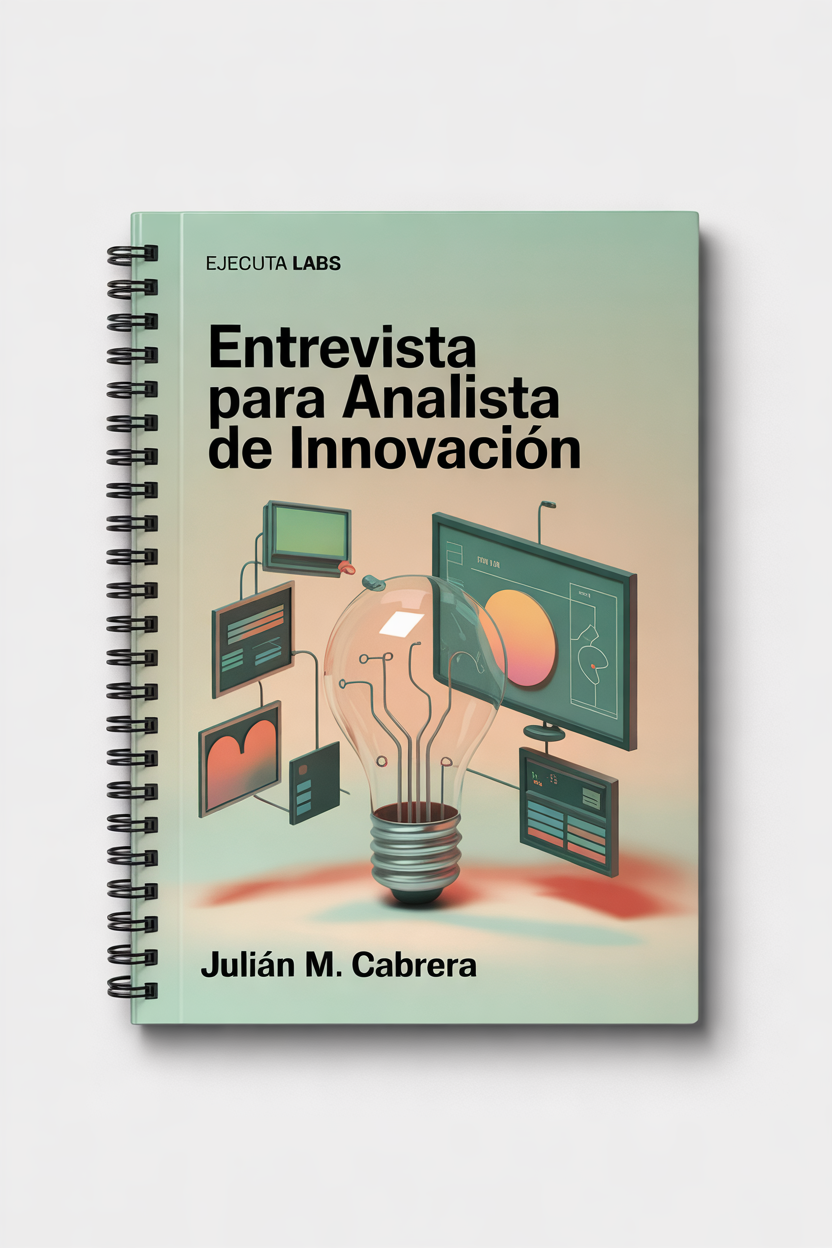 EJECUTA LABS
Entrevista
para Analista
de Innovación
Julián M. Cabrera